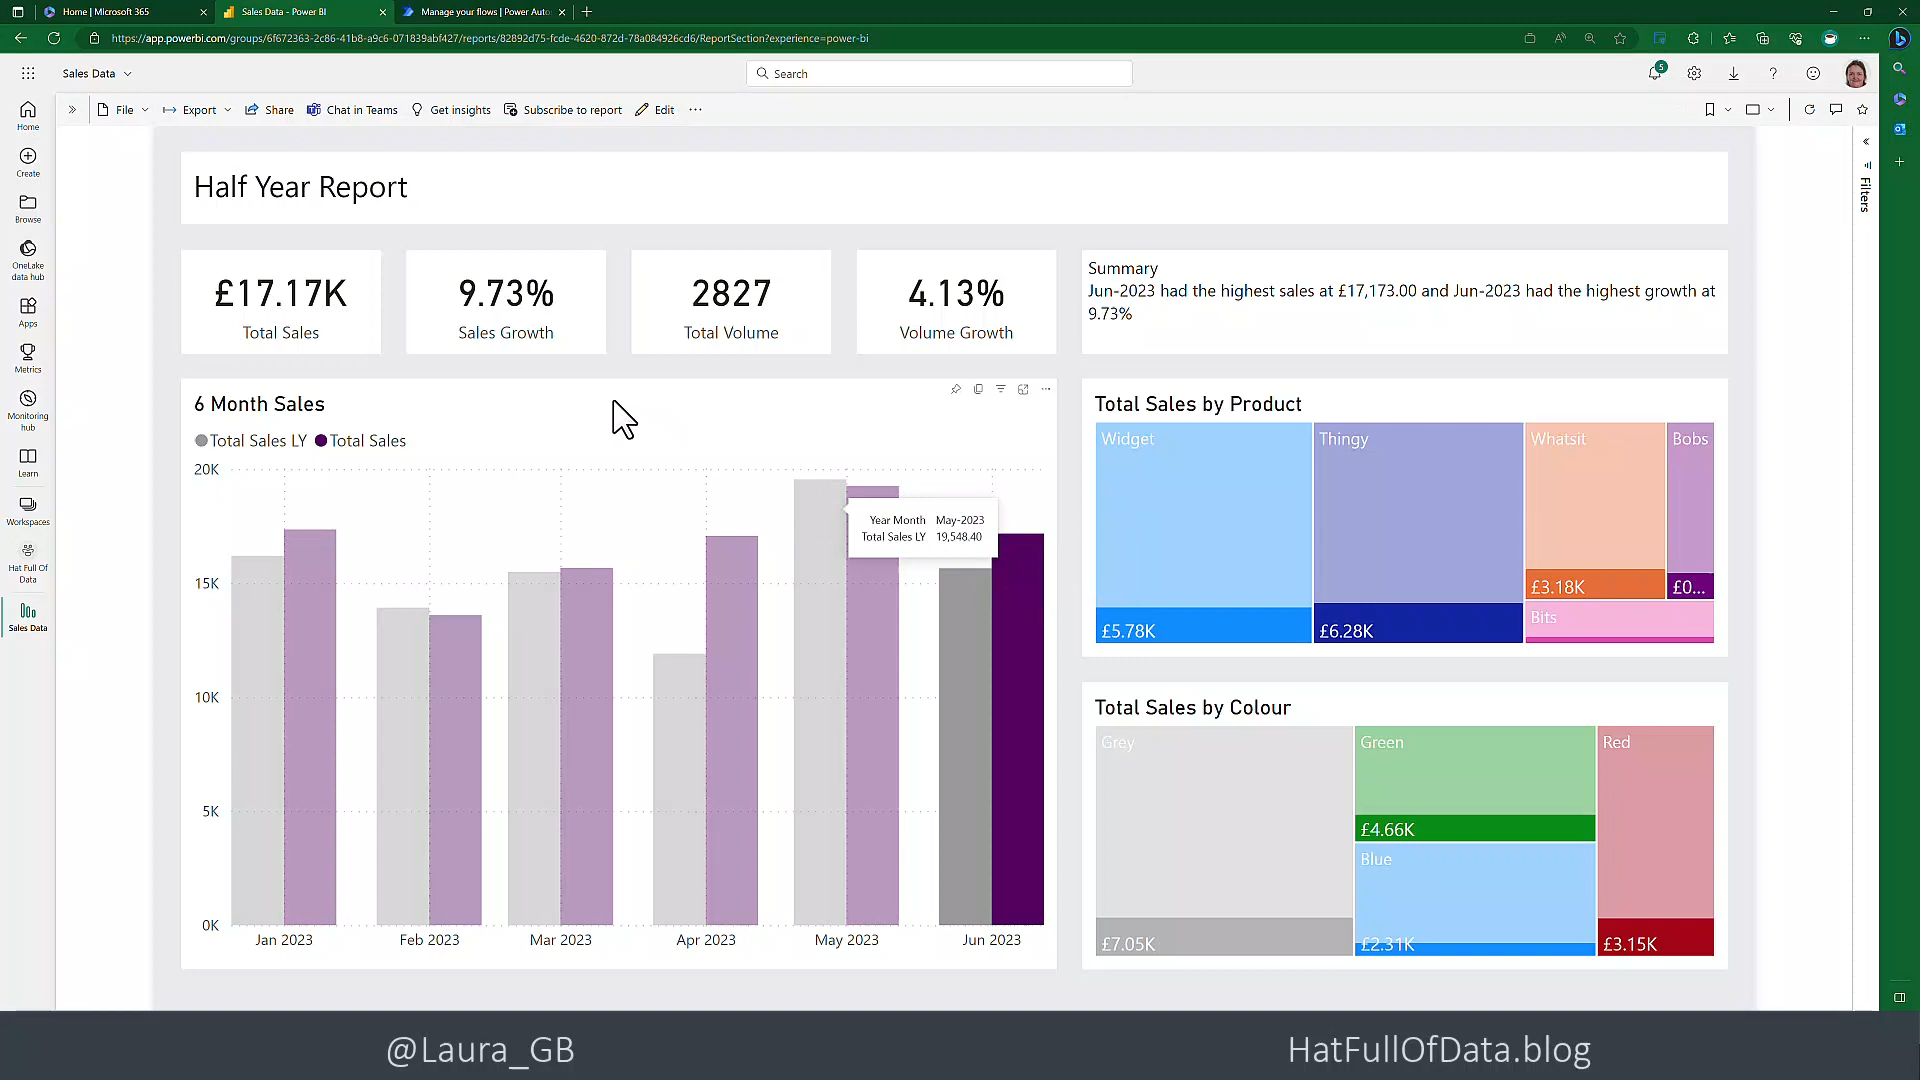 Home | Microsoft 365
Sales Data - Power BI
Manage your flows | Power Auto
https://app.powerbi.com/groups/6f672363-2c86-41b8-a9c6-071839abf427/reports/82892d75-fcde-4620-872d-78a084926cd6/ReportSection?experience=power-bi
Sales Data
Search
5
File
Export
Share
Chat in Teams
Get insights
Subscribe to report
Edit
Home
Create
Browse
OneLake
data hub
Apps
Metrics
Monitoring
hub
Learn
Workspaces
Hat Full Of
Data
Sales Data
Filters
Half Year Report
£17.17K
Total Sales
9.73%
Sales Growth
2827
Total Volume
4.13%
Volume Growth
Summary
Jun-2023 had the highest sales at £17,173.00 and Jun-2023 had the highest growth at
9.73%
6 Month Sales
Total Sales LY
Total Sales
20K
15K
10K
5K
0K
Year Month May-2023
Total Sales LY 19,548.40
Jan 2023
Feb 2023
Mar 2023
Apr 2023
May 2023
Jun 2023
Total Sales by Product
Widget
£5.78K
Thingy
£6.28K
Whatsit
£3.18K
Bobs
£0...
Bits
Total Sales by Colour
Grey
£7.05K
Green
£4.66K
Blue
£2.31K
Red
£3.15K
@Laura_GB
HatFullOfData.blog